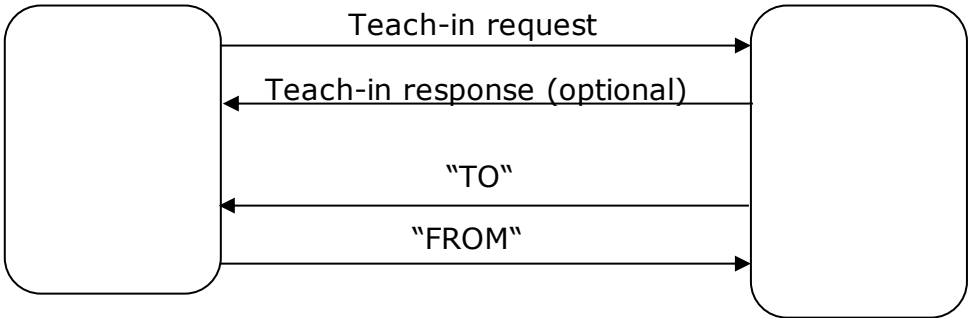 Teach-in request
Teach-in response (optional)
‟TO‟
‟FROM‟